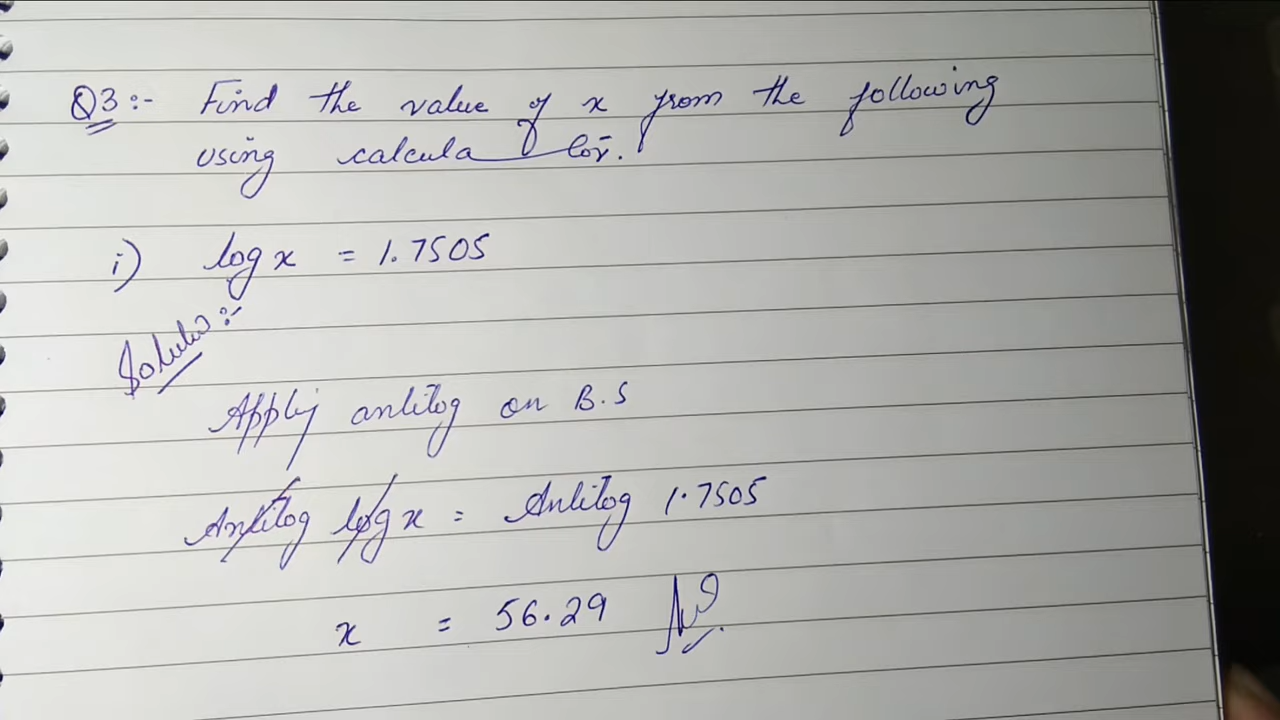 Q3:- Find the value of x from the following
using calculator.
i) log x = 1.7505
Solution:-
Apply antilog on B.S
Antilog log x = Antilog 1.7505
x = 56.29 Ans